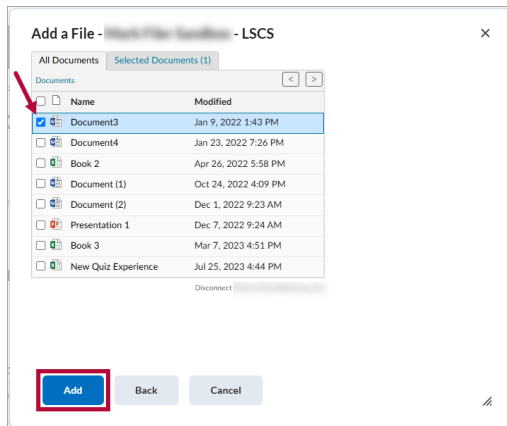 Add a File - - LSCS
All Documents Selected Documents (1)
Documents < >
Name Modified
Document3 Jan 9, 2022 1:43 PM
Document4 Jan 23, 2022 7:26 PM
Book 2 Apr 26, 2022 5:58 PM
Document (1) Oct 24, 2022 4:09 PM
Document (2) Dec 1, 2022 9:23 AM
Presentation 1 Dec 7, 2022 9:24 AM
Book 3 Mar 7, 2023 4:51 PM
New Quiz Experience Jul 25, 2023 4:44 PM
Disconnect
Add Back Cancel